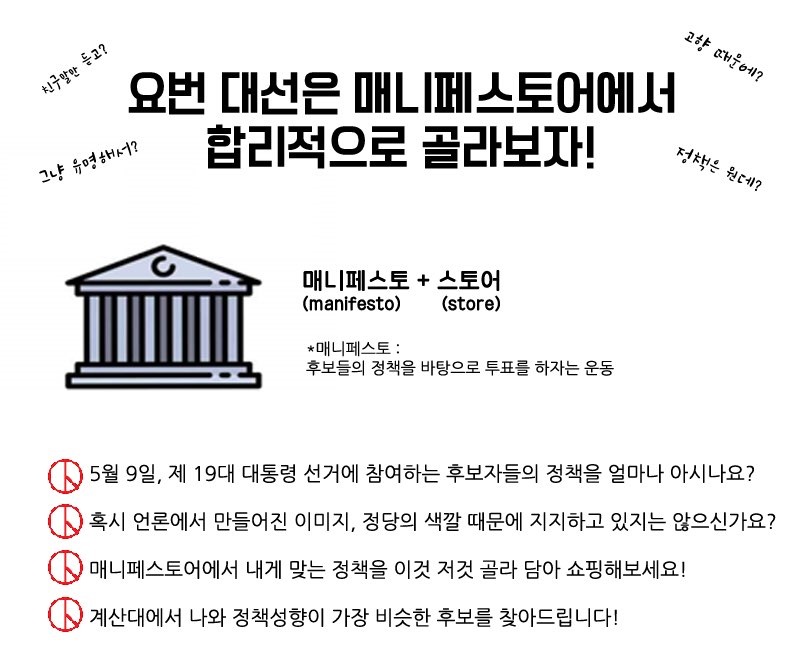 친구말만 듣고?
고향 때문에?
요번 대선은 매니페스토어에서
합리적으로 골라보자!
그냥 유명해서?
정책은 뭔데?
매니페스토 + 스토어
(manifesto) (store)
*매니페스토 :
후보들의 정책을 바탕으로 투표를 하자는 운동
5월 9일, 제 19대 대통령 선거에 참여하는 후보자들의 정책을 얼마나 아시나요?
혹시 언론에서 만들어진 이미지, 정당의 색깔 때문에 지지하고 있지는 않으신가요?
매니페스토어에서 내게 맞는 정책을 이것 저것 골라 담아 쇼핑해보세요!
계산대에서 나와 정책성향이 가장 비슷한 후보를 찾아드립니다!